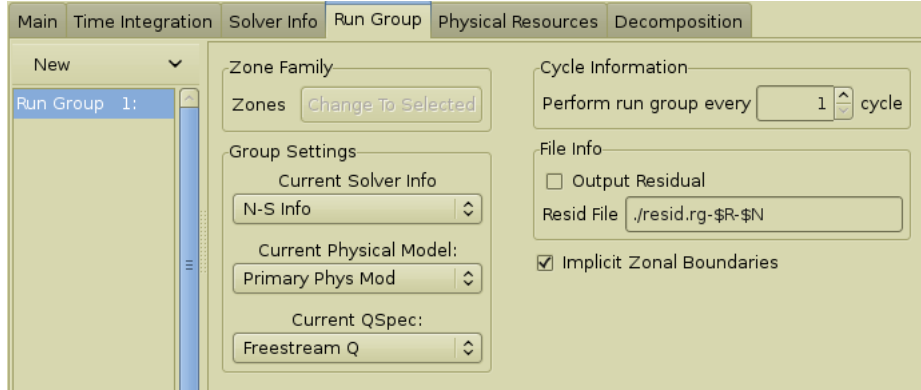 Main Time Integration Solver Info Run Group Physical Resources Decomposition
New
Run Group 1:
Zone Family
Zones Change To Selected
Group Settings
Current Solver Info
N-S Info
Current Physical Model:
Primary Phys Mod
Current QSpec:
Freestream Q
Cycle Information
Perform run group every 1 cycle
File Info
Output Residual
Resid File ./resid.rg-$R-$N
Implicit Zonal Boundaries